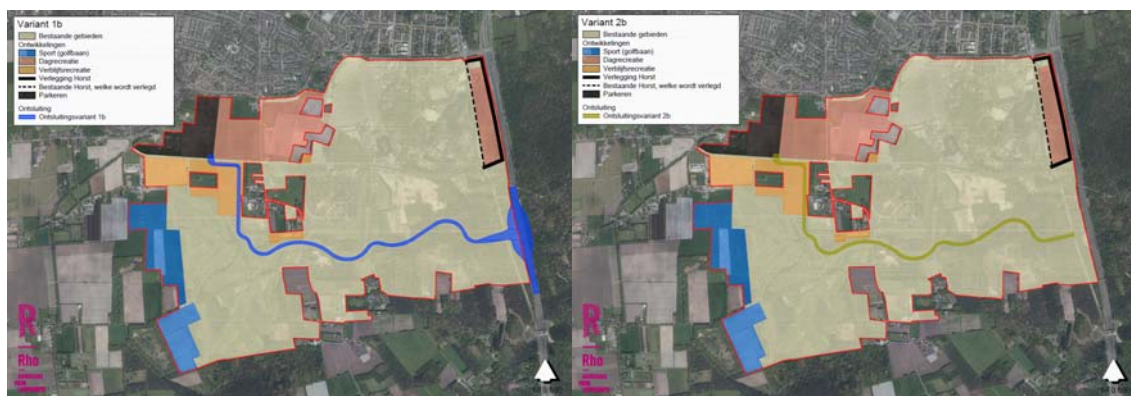 Variant 1b
Bestaande gebieden
Ontwikkelingen
Sport (golfbaan)
Dagrecreatie
Verblijfsrecreatie
Verlegging Horst
Bestaande Horst, welke wordt verlegd
Parkeren
Ontsluiting
Ontsluitingsvariant 1b
R
Rho
Variant 2b
Bestaande gebieden
Ontwikkelingen
Sport (golfbaan)
Dagrecreatie
Verblijfsrecreatie
Verlegging Horst
Bestaande Horst, welke wordt verlegd
Parkeren
Ontsluiting
Ontsluitingsvariant 2b
R
Rho